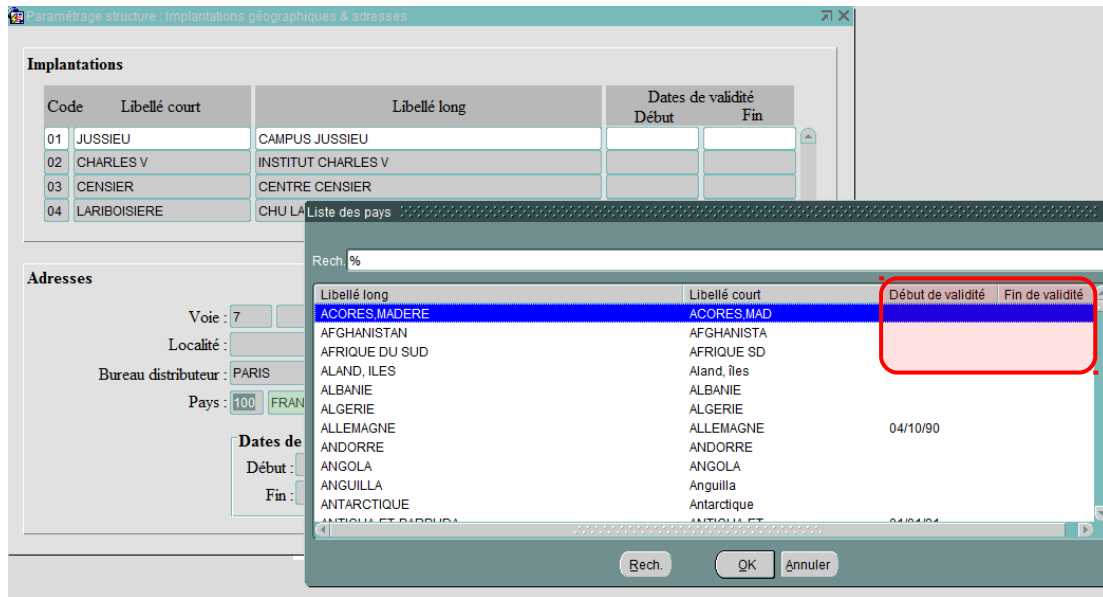 Paramétrage structure : Implantations géographiques & adresses
Implantations
Code Libellé court Libellé long Dates de validité
Début Fin
01 JUSSIEU CAMPUS JUSSIEU
02 CHARLES V INSTITUT CHARLES V
03 CENSIER CENTRE CENSIER
04 LARIBOISIERE CHU LA
Adresses
Voie : 7
Localité :
Bureau distributeur : PARIS
Pays : 100 FRAN
Dates de
Début :
Fin :
Liste des pays
Rech. %
Libellé long Libellé court Début de validité Fin de validité
ACORES,MADERE ACORES,MAD
AFGHANISTAN AFGHANISTA
AFRIQUE DU SUD AFRIQUE SD
ALAND, ILES Aland, îles
ALBANIE ALBANIE
ALGERIE ALGERIE
ALLEMAGNE ALLEMAGNE 04/10/90
ANDORRE ANDORRE
ANGOLA ANGOLA
ANGUILLA Anguilla
ANTARCTIQUE Antarctique
Rech. OK Annuler